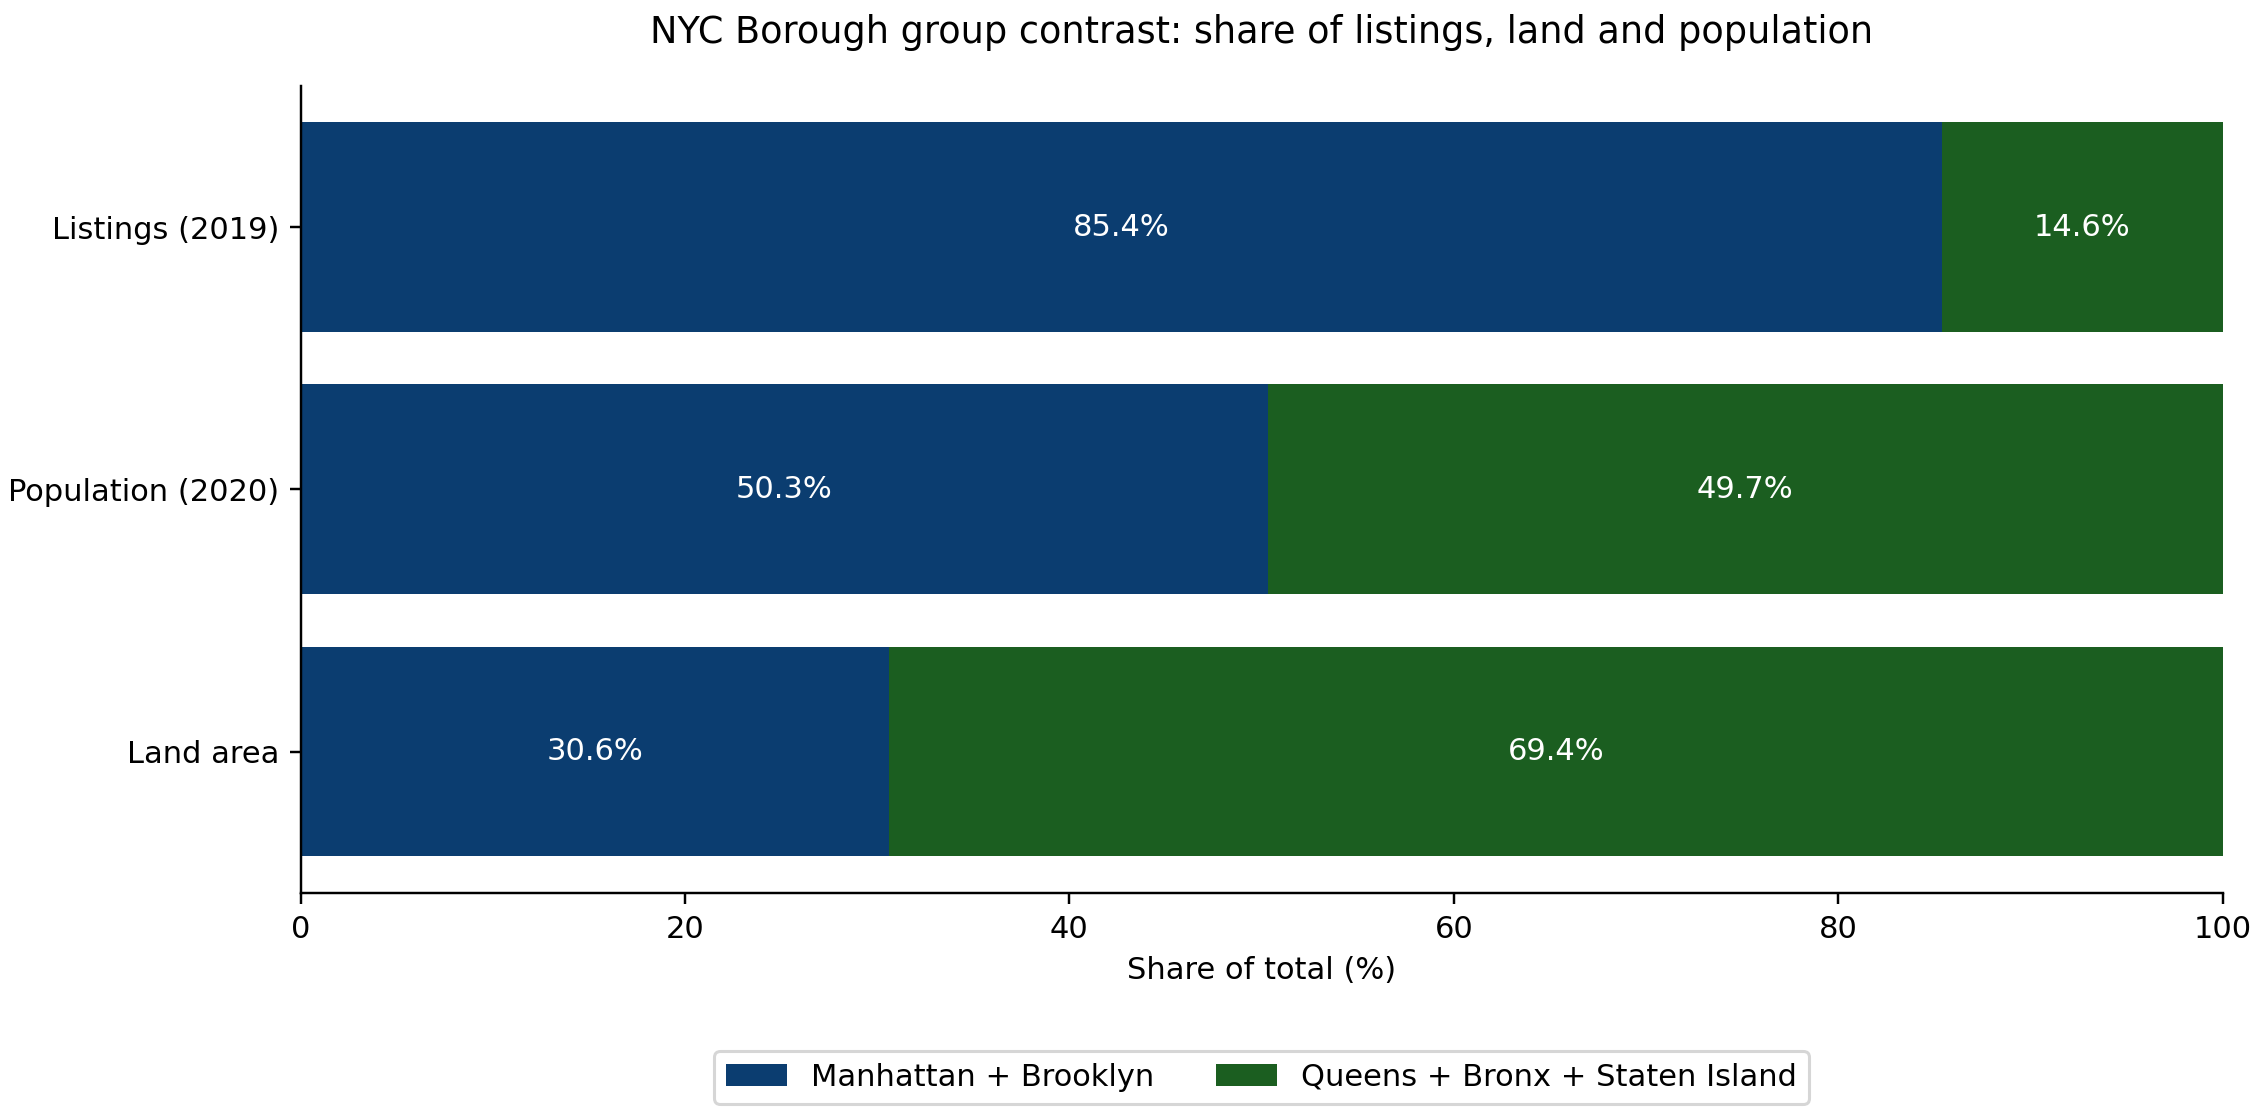 NYC Borough group contrast: share of listings, land and population
Listings (2019)
85.4%
14.6%
Population (2020)
50.3%
49.7%
Land area
30.6%
69.4%
0
20
40
60
80
100
Share of total (%)
Manhattan + Brooklyn
Queens + Bronx + Staten Island